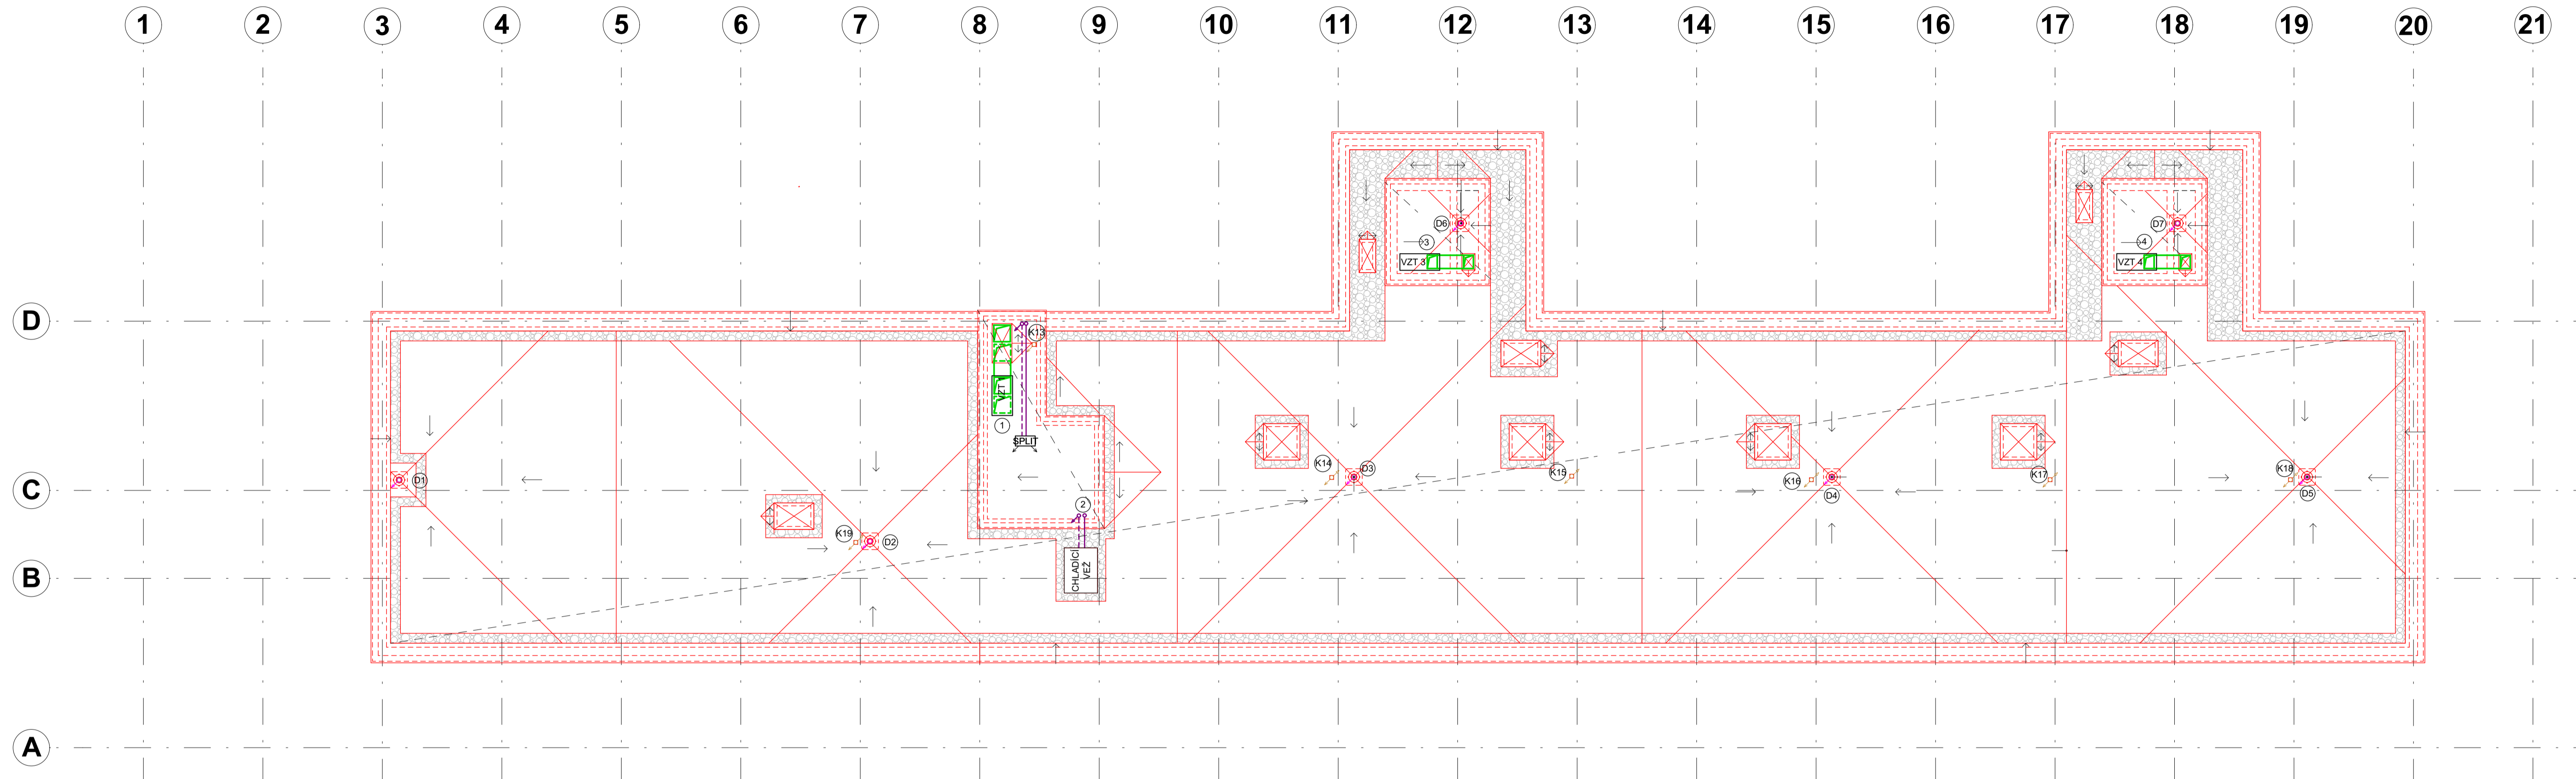 1 2 3 4 5 6 7 8 9 10 11 12 13 14 15 16 17 18 19 20 21
D6
D7
3
4
VZT 3
VZT 4
D
K13
VZT 1
1
SPLIT
K14
D3
K15
K16
D4
K17
K18
D5
D1
C
2
K19
D2
CHLADÍCÍ
VEŽ
B
A